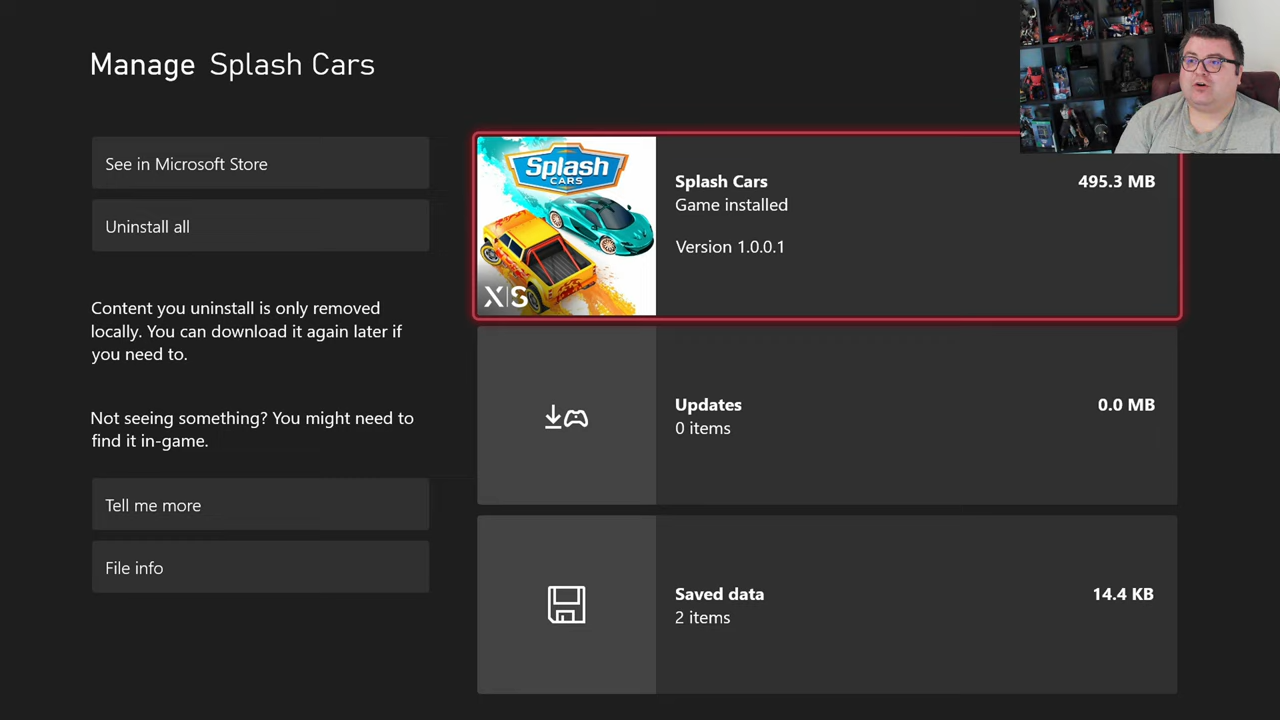 Manage Splash Cars
See in Microsoft Store
Uninstall all
Content you uninstall is only removed
locally. You can download it again later if
you need to.
Not seeing something? You might need to
find it in-game.
Tell me more
File info
Splash
CARS
X|S
Splash Cars
495.3 MB
Game installed
Version 1.0.0.1
Updates
0.0 MB
0 items
Saved data
14.4 KB
2 items